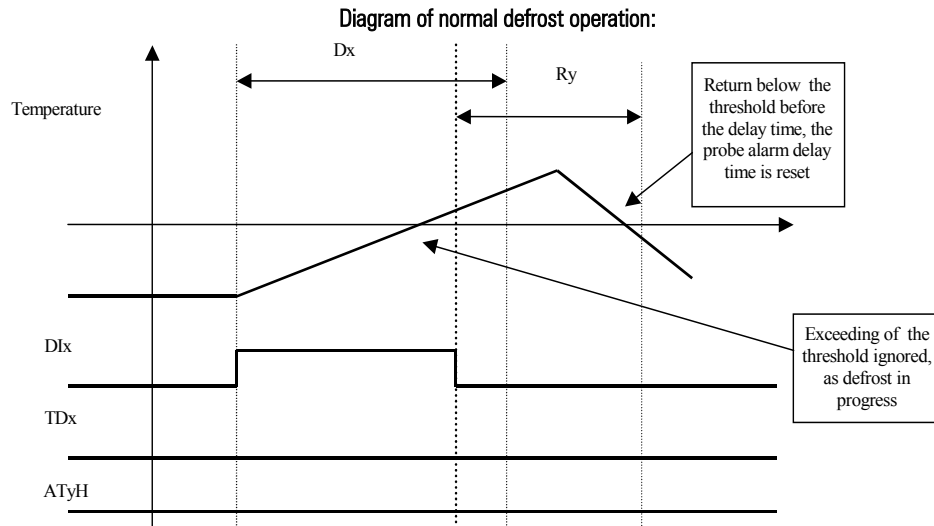 Diagram of normal defrost operation:
Dx
Ry
Temperature
Return below the
threshold before
the delay time, the
probe alarm delay
time is reset
Exceeding of the
threshold ignored,
as defrost in
progress
DIx
TDx
ATyH